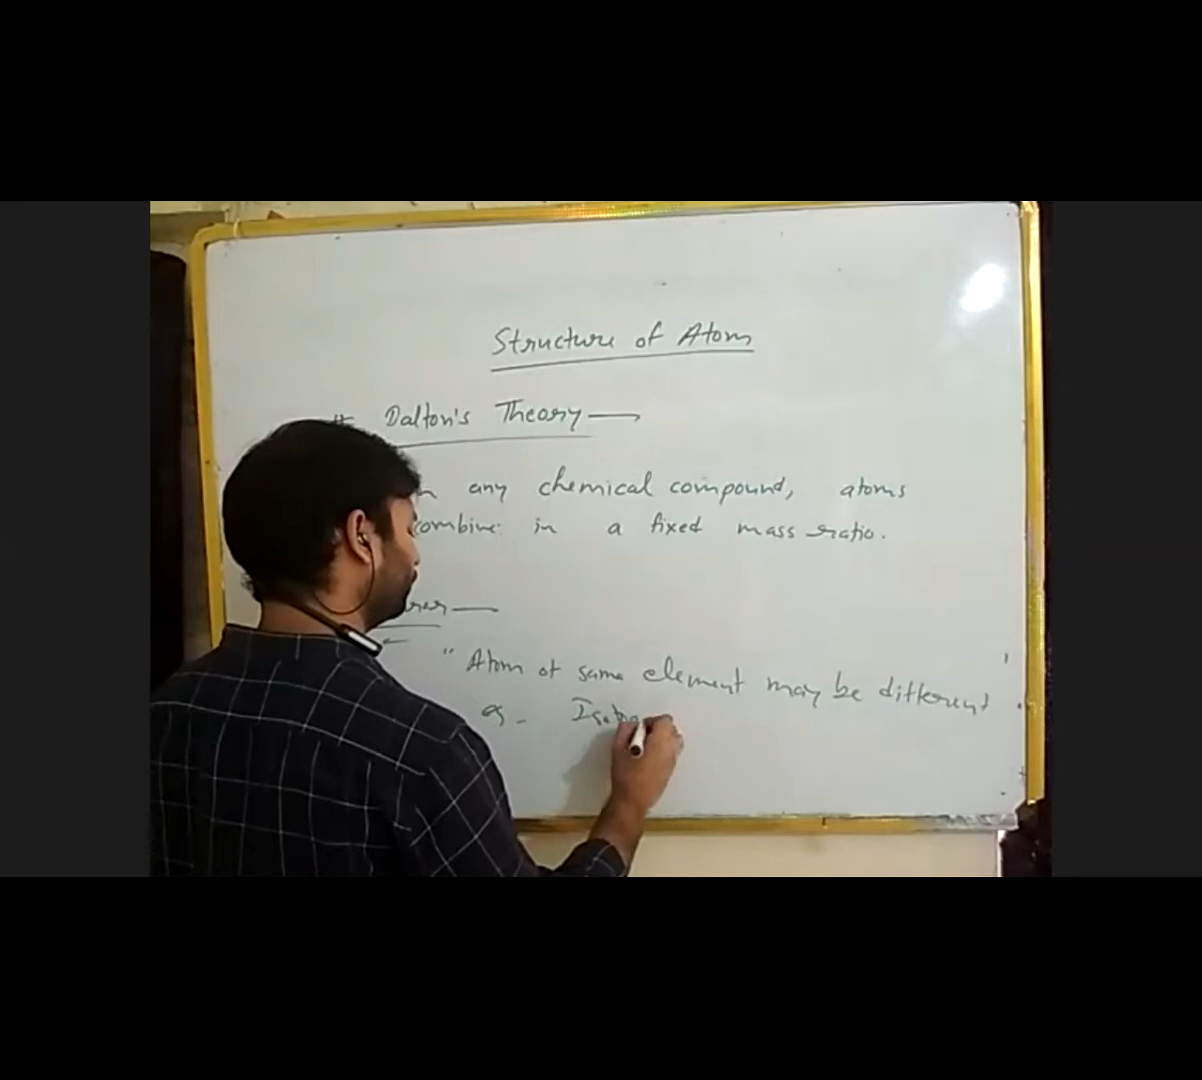 Structure of Atom
# Dalton's Theory
any chemical compound, atoms
combine in a fixed mass ratio.
" Atom of same element may be different